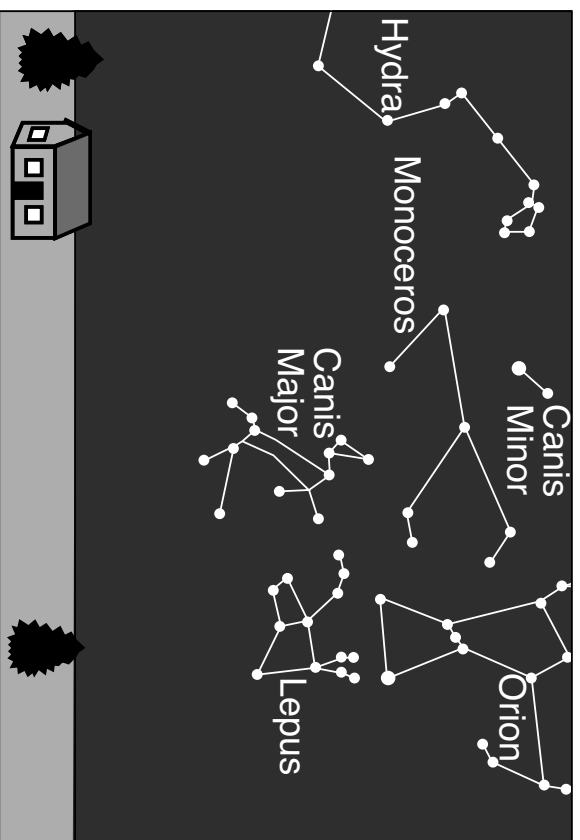 Canis
Minor
Orion
Monoceros
Hydra
Canis
Major
Lepus